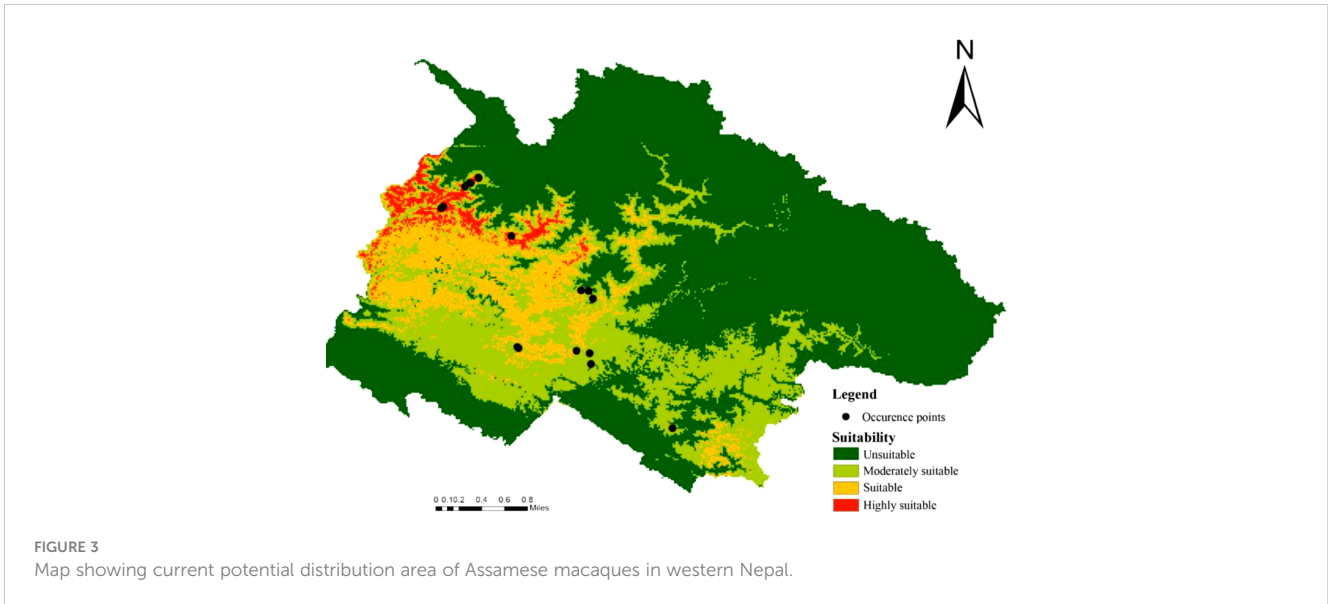 N
Legend
Occurence points
Suitability
Unsuitable
Moderately suitable
Suitable
Highly suitable
0 0.10.2 0.4 0.6 0.8
Miles
FIGURE 3
Map showing current potential distribution area of Assamese macaques in western Nepal.